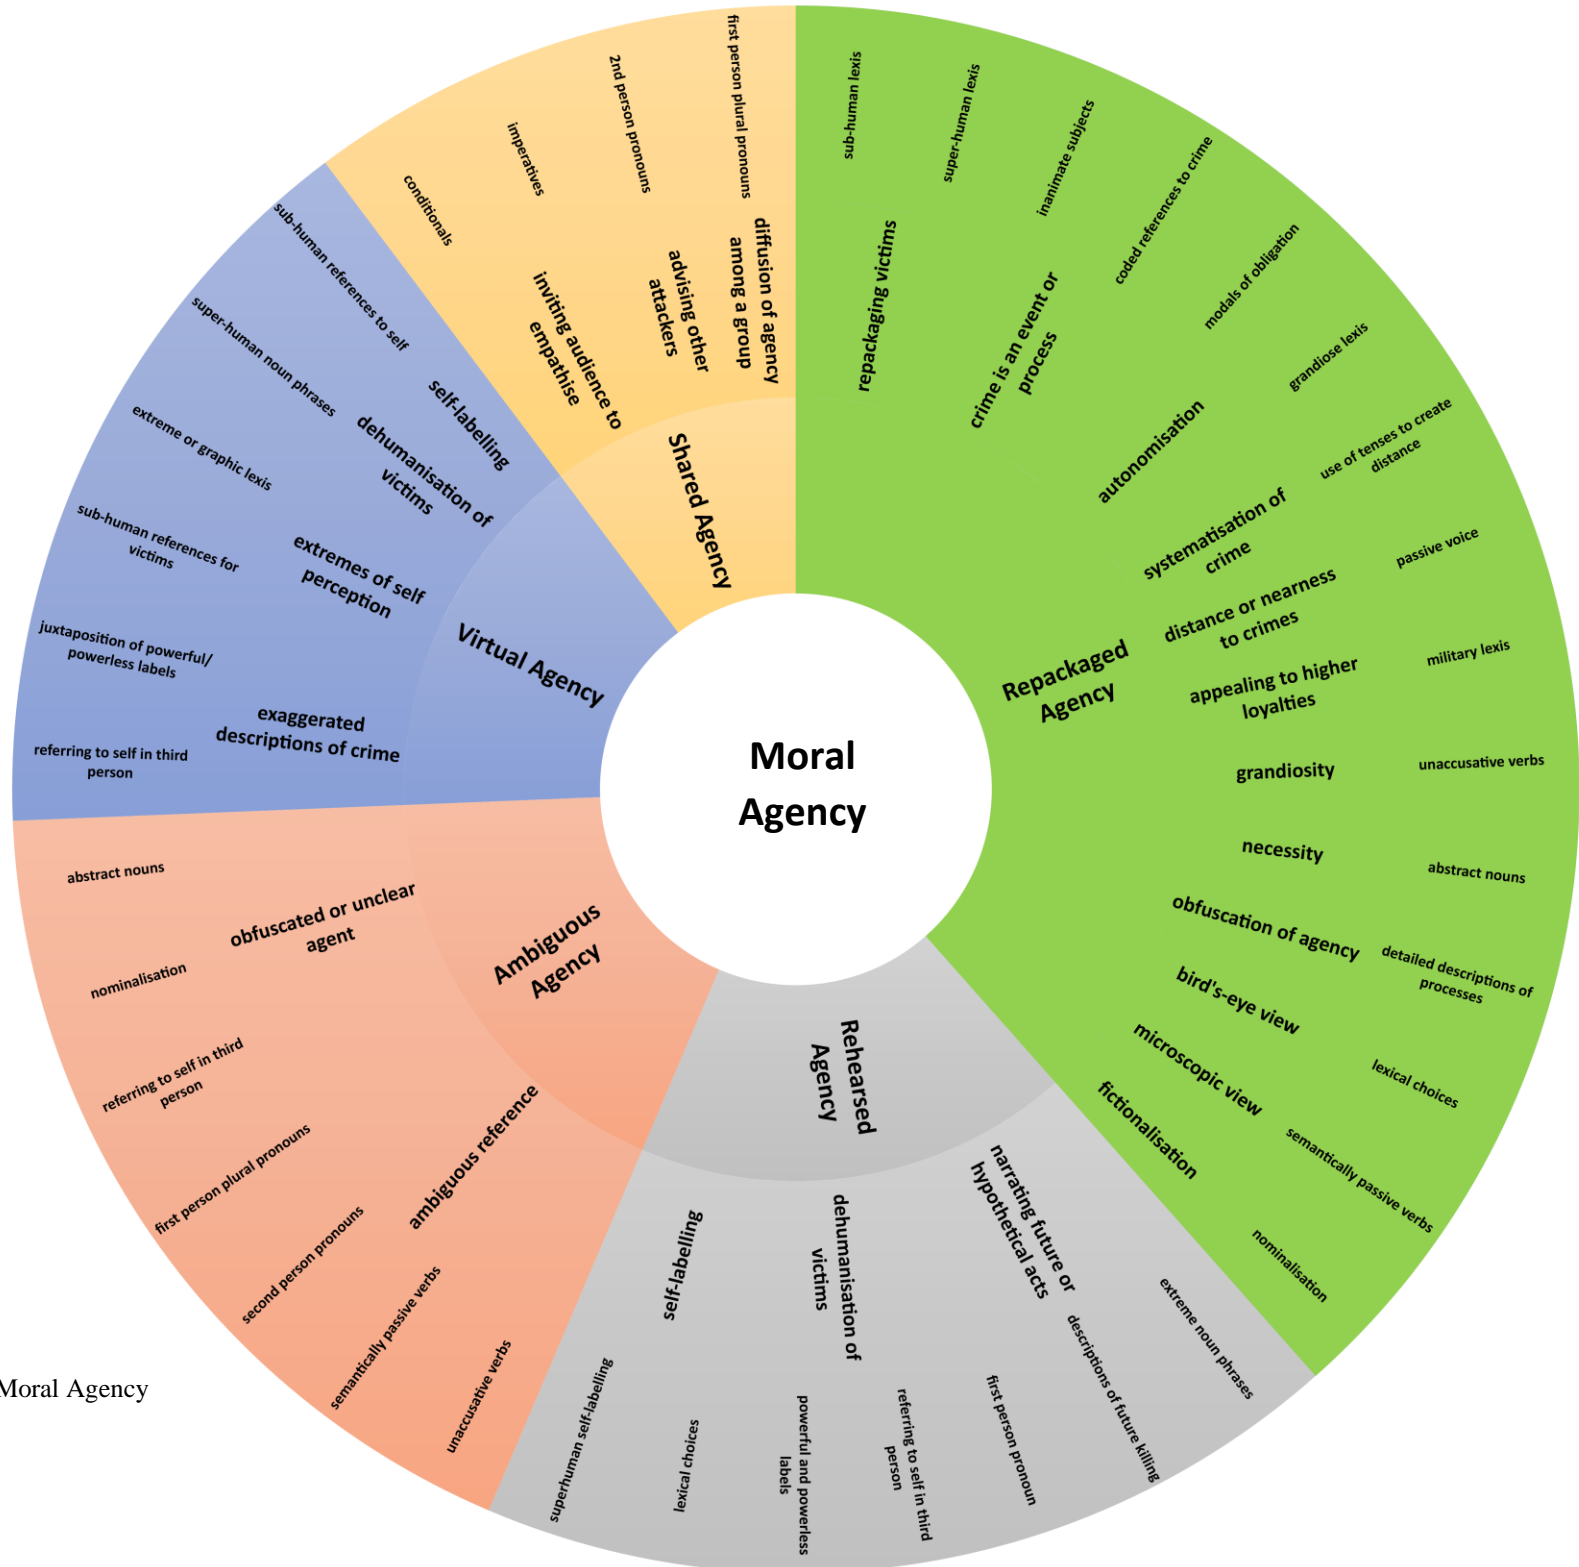 Moral
Agency
Repackaged
Agency
repackaging victims
crime is an event or
process
autonomisation
systematisation of
crime
distance or nearness
to crimes
appealing to higher
loyalties
grandiosity
necessity
obfuscation of agency
bird's-eye view
microscopic view
fictionalisation
sub-human lexis
super-human lexis
inanimate subjects
coded references to crime
modals of obligation
grandiose lexis
use of tenses to create
distance
passive voice
military lexis
unaccusative verbs
abstract nouns
detailed descriptions of
processes
lexical choices
semantically passive verbs
nominalisation
Rehearsed
Agency
narrating future or
hypothetical acts
dehumanisation of
victims
self-labelling
extreme noun phrases
descriptions of future killing
first person pronoun
referring to self in third
person
powerful and powerless
labels
lexical choices
superhuman self-labelling
Ambiguous
Agency
ambiguous reference
obfuscated or unclear
agent
unaccusative verbs
semantically passive verbs
second person pronouns
first person plural pronouns
referring to self in third
person
nominalisation
abstract nouns
Virtual Agency
exaggerated
descriptions of crime
extremes of self
perception
dehumanisation of
victims
self-labelling
referring to self in third
person
juxtaposition of powerful/
powerless labels
sub-human references for
victims
extreme or graphic lexis
super-human noun phrases
sub-human references to self
Shared Agency
inviting audience to
empathise
advising other
attackers
diffusion of agency
among a group
conditionals
imperatives
2nd person pronouns
first person plural pronouns
Moral Agency